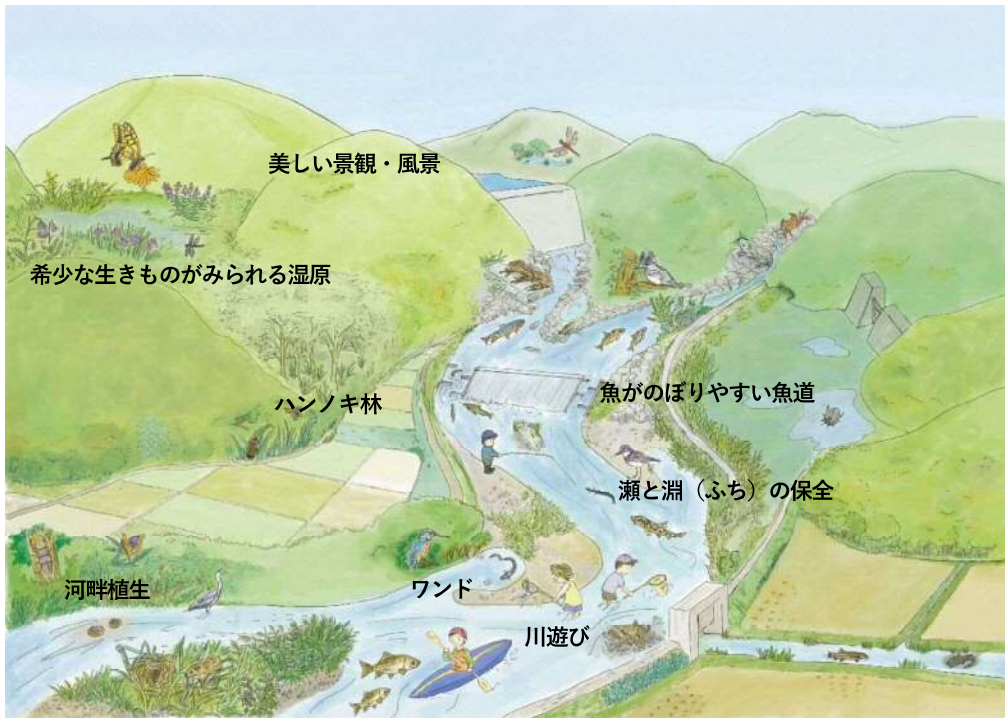 美しい景観・風景
希少な生きものがみられる湿原
ハンノキ林
魚がのぼりやすい魚道
瀬と淵（ふち）の保全
河畔植生
ワンド
川遊び